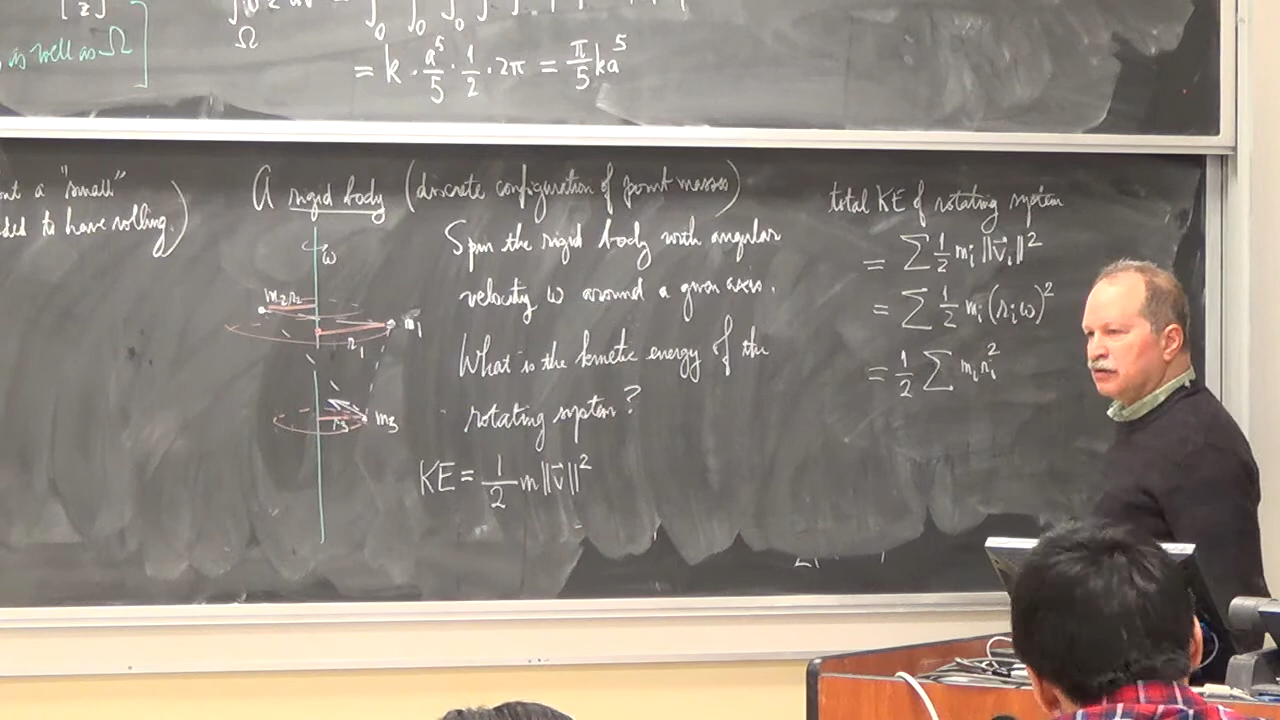 [z]
as well as Ω
Ω
= k · a⁵/5 · 1/2 · 2π = π/5 ka⁵
a "small"
to have rolling.)
A rigid body (discrete configuration of point masses)
ω
m₂ r₂
m₁
r₁
r₃ m₃
Spin the rigid body with angular
velocity ω around a given axis.
What is the kinetic energy of the
rotating system?
KE = 1/2 m‖v⃗‖²
total KE of rotating system
= ∑ 1/2 mᵢ‖v⃗ᵢ‖²
= ∑ 1/2 mᵢ(rᵢω)²
= 1/2 ∑ mᵢrᵢ²